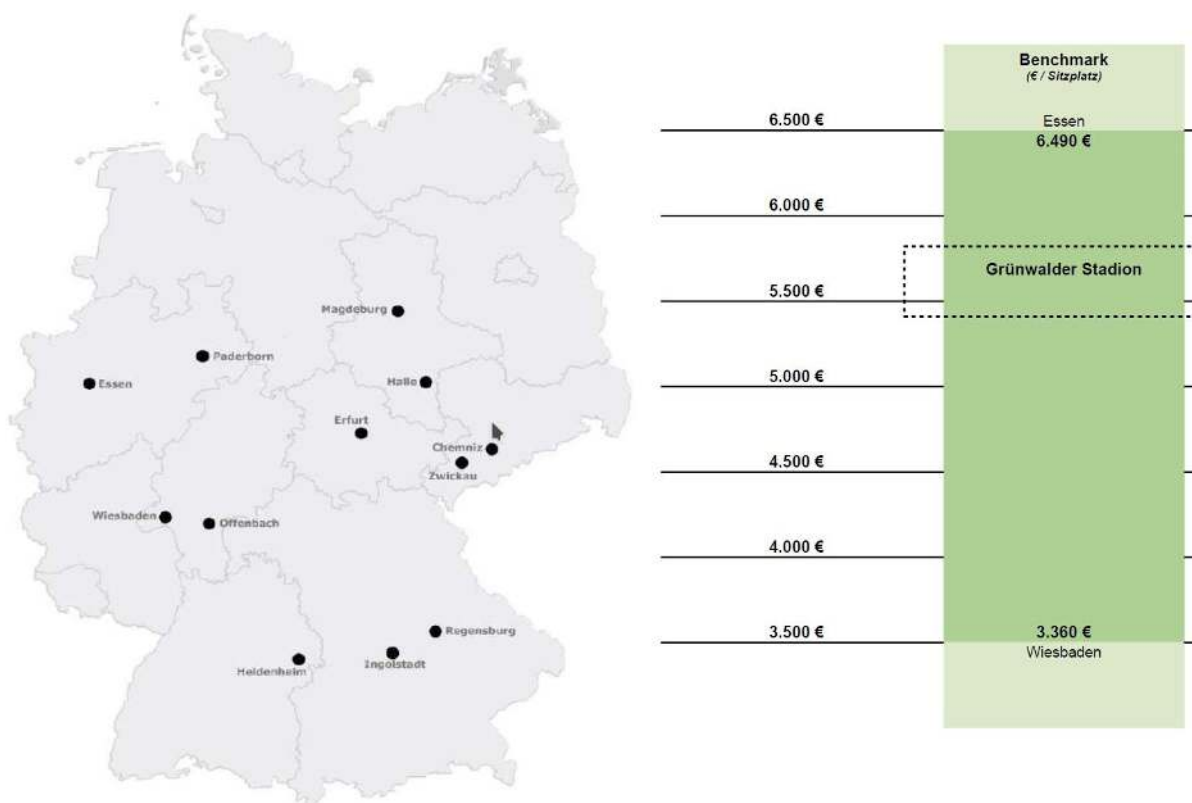 Magdeburg
Paderborn
Essen
Halle
Erfurt
Chemniz
Zwickau
Wiesbaden
Offenbach
Regensburg
Ingolstadt
Heidenheim
Benchmark
(€ / Sitzplatz)
Essen
6.500 €
6.490 €
6.000 €
Grünwalder Stadion
5.500 €
5.000 €
4.500 €
4.000 €
3.500 €
3.360 €
Wiesbaden